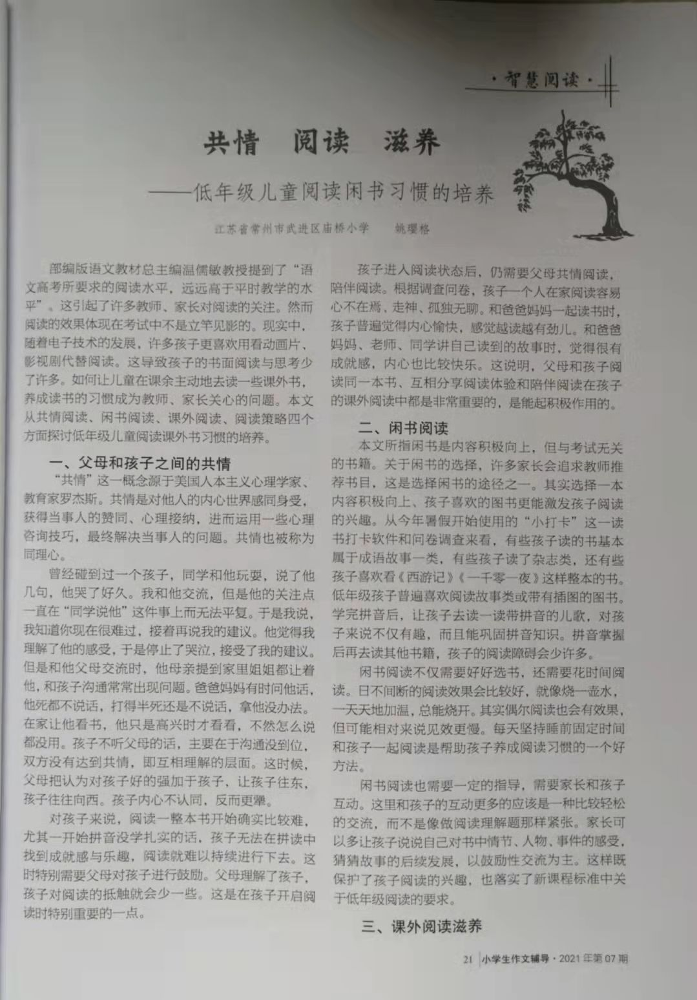 ·智慧阅读·
共情 阅读 滋养
——低年级儿童阅读闲书习惯的培养
江苏省常州市武进区庙桥小学 姚璎格
部编版语文教材总主编温儒敏教授提到了“语
文高考所要求的阅读水平，远远高于平时教学的水
平”。这引起了许多教师、家长对阅读的关注。然而
阅读的效果体现在考试中不是立竿见影的。现实中，
随着电子技术的发展，许多孩子更喜欢用看动画片、
影视剧代替阅读。这导致孩子的书面阅读与思考少
了许多。如何让儿童在课余主动地去读一些课外书，
养成读书的习惯成为教师、家长关心的问题。本文
从共情阅读、闲书阅读、课外阅读、阅读策略四个
方面探讨低年级儿童阅读课外书习惯的培养。
一、父母和孩子之间的共情
“共情”这一概念源于美国人本主义心理学家、
教育家罗杰斯。共情是对他人的内心世界感同身受，
获得当事人的赞同、心理接纳，进而运用一些心理
咨询技巧，最终解决当事人的问题。共情也被称为
同理心。
曾经碰到过一个孩子，同学和他玩耍，说了他
几句，他哭了好久。我和他交流，但是他的关注点
一直在“同学说他”这件事上而无法平复。于是我说，
我知道你现在很难过，接着再说我的建议。他觉得我
理解了他的感受，于是停止了哭泣，接受了我的建议。
但是和他父母交流时，他母亲提到家里姐姐都让着
他，和孩子沟通常常出现问题。爸爸妈妈有时问他话，
他死都不说话，打得半死还是不说话，拿他没办法。
在家让他看书，他只是高兴时才看看，不然怎么说
都没用。孩子不听父母的话，主要在于沟通没到位，
双方没有达到共情，即互相理解的层面。这时候，
父母把认为对孩子好的强加于孩子，让孩子往东，
孩子往往向西。孩子内心不认同，反而更犟。
对孩子来说，阅读一整本书开始确实比较难，
尤其一开始拼音没学扎实的话，孩子无法在拼读中
找到成就感与乐趣，阅读就难以持续进行下去。这
时特别需要父母对孩子进行鼓励。父母理解了孩子，
孩子对阅读的抵触就会少一些。这是在孩子开启阅
读时特别重要的一点。
孩子进入阅读状态后，仍需要父母共情阅读，
陪伴阅读。根据调查问卷，孩子一个人在家阅读容易
心不在焉、走神、孤独无聊。和爸爸妈妈一起读书时，
孩子普遍觉得内心愉快，感觉越读越有劲儿。和爸爸
妈妈、老师、同学讲自己读到的故事时，觉得很有
成就感，内心也比较快乐。这说明，父母和孩子阅
读同一本书、互相分享阅读体验和陪伴阅读在孩子
的课外阅读中都是非常重要的，是能起积极作用的。
二、闲书阅读
本文所指闲书是内容积极向上，但与考试无关
的书籍。关于闲书的选择，许多家长会追求教师推
荐书目，这是选择闲书的途径之一。其实选择一本
内容积极向上、孩子喜欢的图书更能激发孩子阅读
的兴趣。从今年暑假开始使用的“小打卡”这一读
书打卡软件和问卷调查来看，有些孩子读的书基本
属于成语故事一类，有些孩子读了杂志类，还有些
孩子喜欢看《西游记》《一千零一夜》这样整本的书。
低年级孩子普遍喜欢阅读故事类或带有插图的图书。
学完拼音后，让孩子去读一读带拼音的儿歌，对孩
子来说不仅有趣，而且能巩固拼音知识。拼音掌握
后再去读其他书籍，孩子的阅读障碍会少许多。
闲书阅读不仅需要好好选书，还需要花时间阅
读。日不间断的阅读效果会比较好，就像烧一壶水，
一天天地加温，总能烧开。其实偶尔阅读也会有效果，
但可能相对来说见效更慢。每天坚持睡前固定时间
和孩子一起阅读是帮助孩子养成阅读习惯的一个好
方法。
闲书阅读也需要一定的指导，需要家长和孩子
互动。这里和孩子的互动更多的应该是一种比较轻松
的交流，而不是像做阅读理解题那样紧张。家长可
以多让孩子说说自己对书中情节、人物、事件的感受，
猜猜故事的后续发展，以鼓励性交流为主。这样既
保护了孩子阅读的兴趣，也落实了新课程标准中关
于低年级阅读的要求。
三、课外阅读滋养
21 小学生作文辅导·2021年第07期